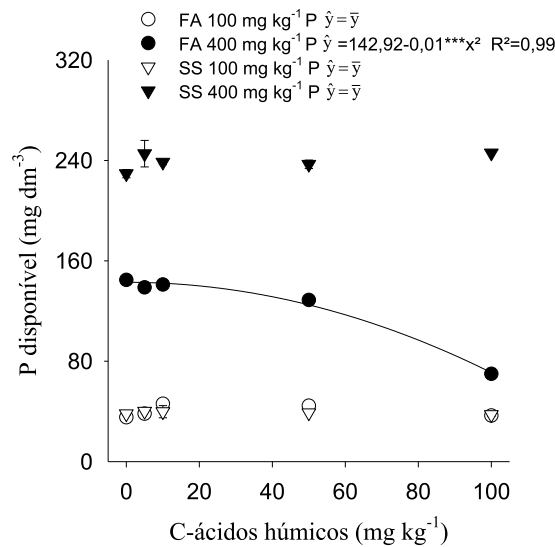 FA 100 mg kg⁻¹ P ŷ = y̅
FA 400 mg kg⁻¹ P ŷ =142,92-0,01***x² R²=0,99
SS 100 mg kg⁻¹ P ŷ = y̅
SS 400 mg kg⁻¹ P ŷ = y̅
320
240
160
80
0
P disponível (mg dm⁻³)
0 20 40 60 80 100
C-ácidos húmicos (mg kg⁻¹)